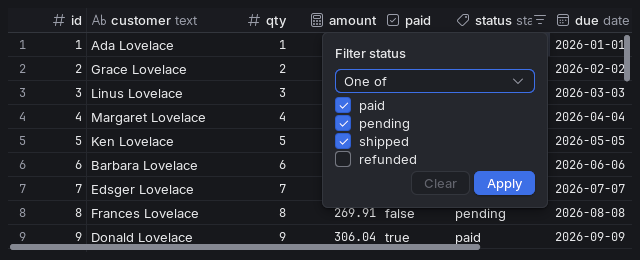 id customer text qty amount paid status sta due date
1 1 Ada Lovelace 1 2026-01-01
2 2 Grace Lovelace 2 2026-02-02
3 3 Linus Lovelace 3 2026-03-03
4 4 Margaret Lovelace 4 2026-04-04
5 5 Ken Lovelace 5 2026-05-05
6 6 Barbara Lovelace 6 2026-06-06
7 7 Edsger Lovelace 7 2026-07-07
8 8 Frances Lovelace 8 269.91 false pending 2026-08-08
9 9 Donald Lovelace 9 306.04 true paid 2026-09-09
Filter status
One of
paid
pending
shipped
refunded
Clear Apply